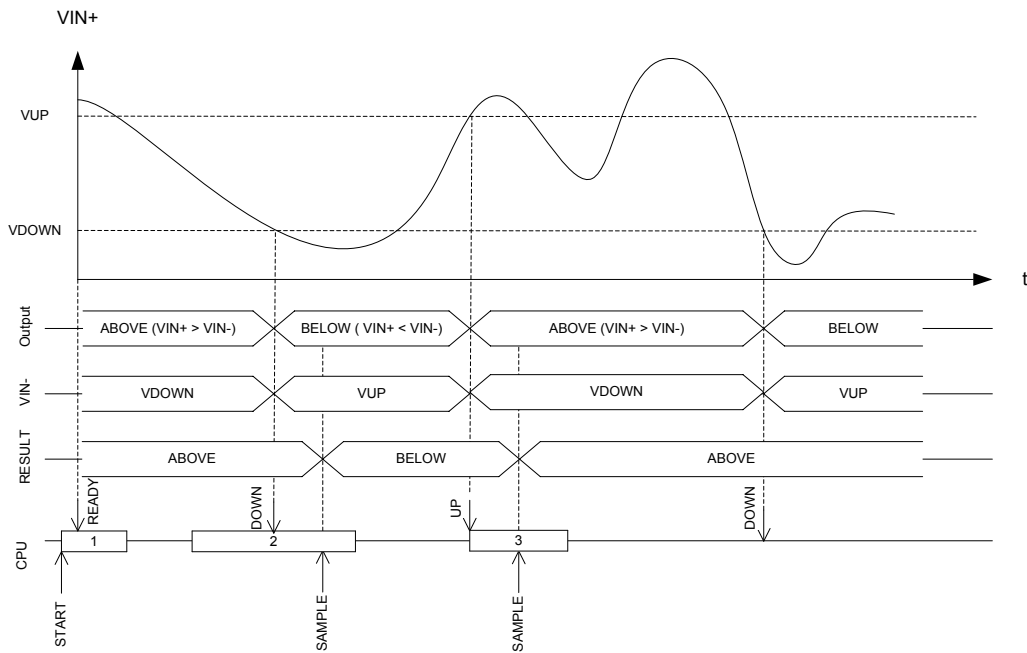 VIN+
VUP
VDOWN
t
Output
ABOVE (VIN+ > VIN-)
BELOW ( VIN+ < VIN-)
ABOVE (VIN+ > VIN-)
BELOW
VIN-
VDOWN
VUP
VDOWN
VUP
RESULT
ABOVE
BELOW
ABOVE
READY
DOWN
UP
DOWN
CPU
1
2
3
START
SAMPLE
SAMPLE